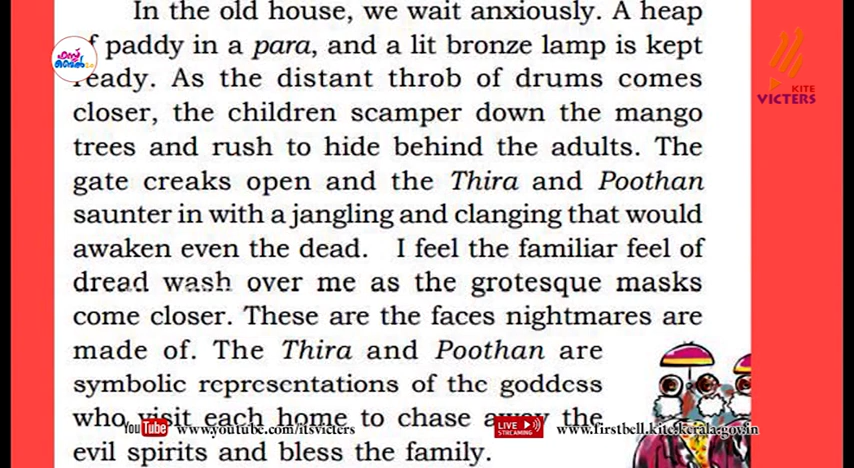 In the old house, we wait anxiously. A heap
of paddy in a para, and a lit bronze lamp is kept
ready. As the distant throb of drums comes
closer, the children scamper down the mango
trees and rush to hide behind the adults. The
gate creaks open and the Thira and Poothan
saunter in with a jangling and clanging that would
awaken even the dead. I feel the familiar feel of
dread wash over me as the grotesque masks
come closer. These are the faces nightmares are
made of. The Thira and Poothan are
symbolic representations of the goddess
who visit each home to chase away the
evil spirits and bless the family.
KITE
VICTERS
YouTube www.youtube.com/itsvicters
LIVE
STREAMING
www.firstbell.kite.kerala.gov.in